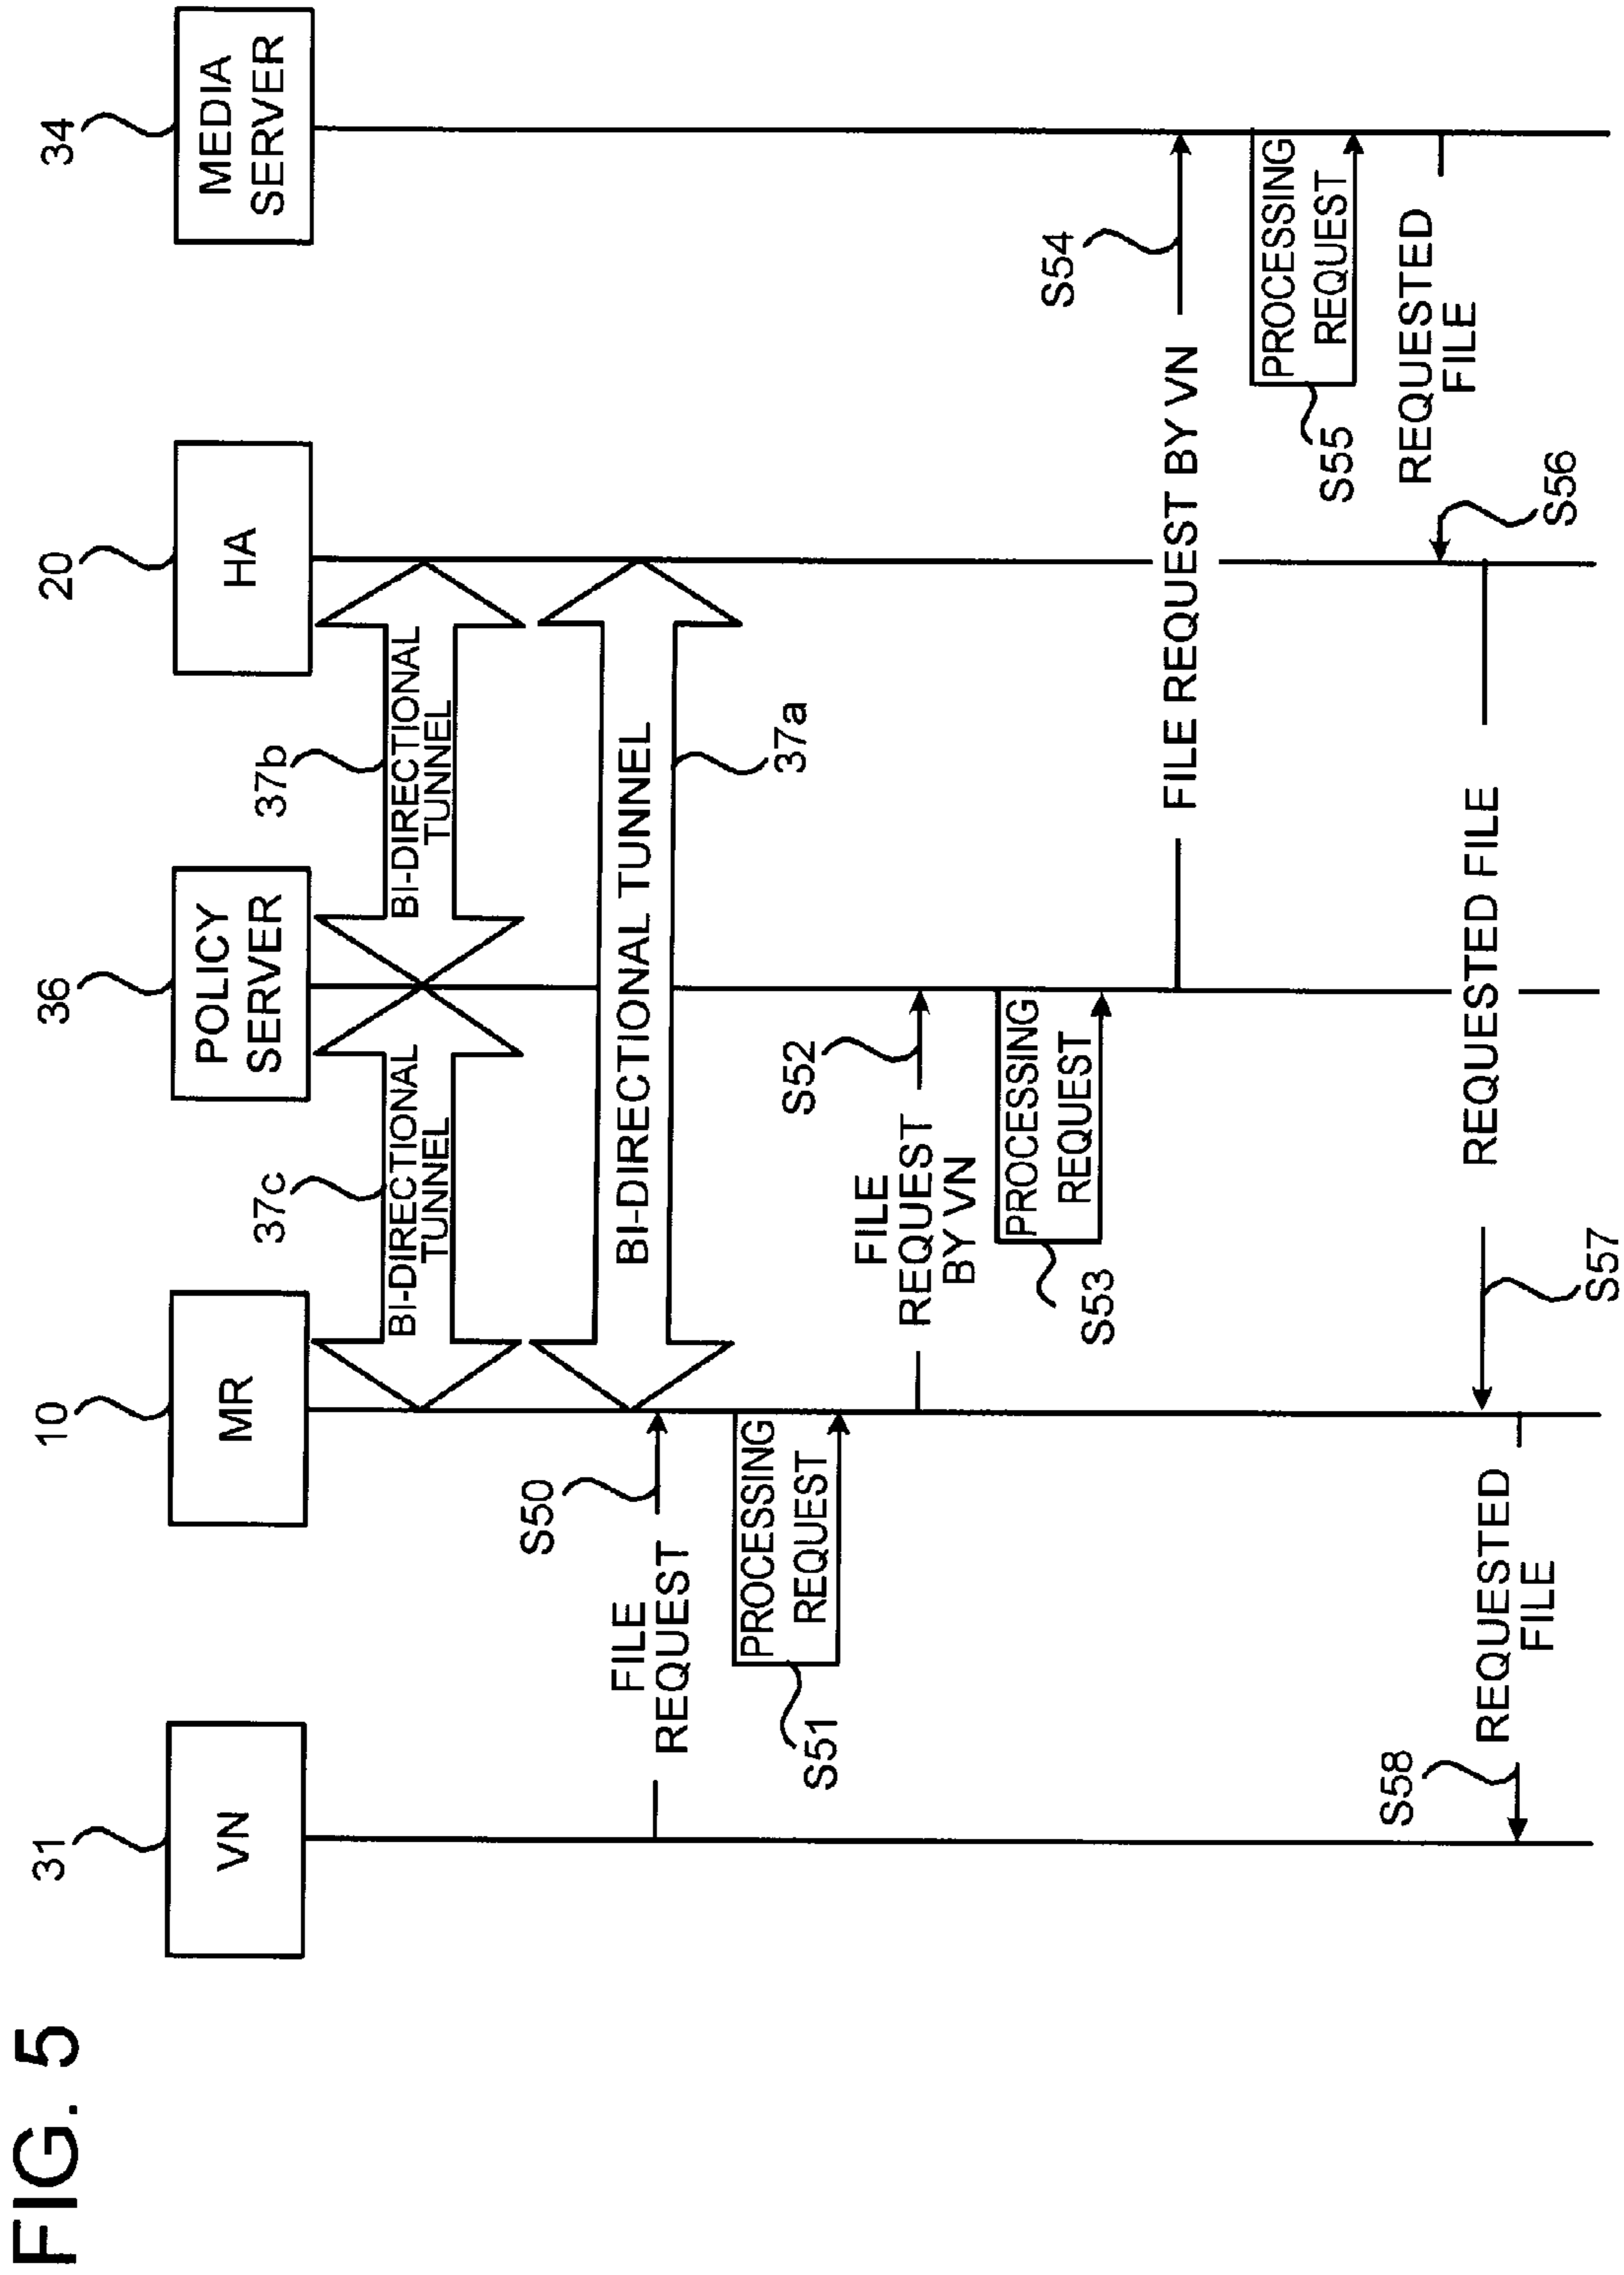 FIG. 5
31
VN
10
MR
36
POLICY
SERVER
20
HA
34
MEDIA
SERVER
37c
BI-DIRECTIONAL
TUNNEL
37b
BI-DIRECTIONAL
TUNNEL
BI-DIRECTIONAL TUNNEL
37a
FILE
REQUEST
S50
PROCESSING
REQUEST
S51
FILE
REQUEST
BY VN
S52
PROCESSING
REQUEST
S53
FILE REQUEST BY VN
S54
PROCESSING
REQUEST
S55
REQUESTED
FILE
S56
REQUESTED FILE
S57
REQUESTED
FILE
S58